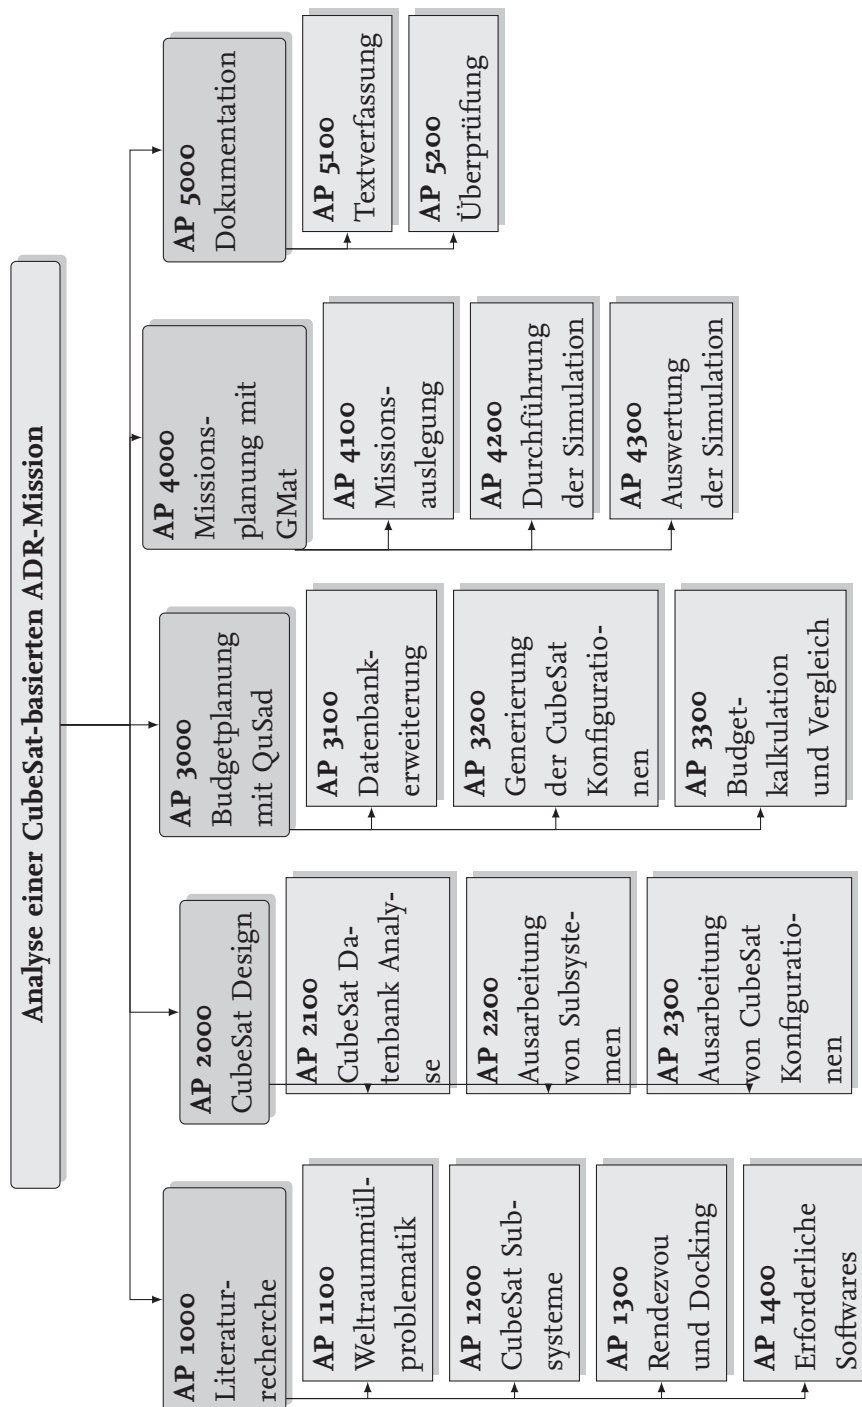 Analyse einer CubeSat-basierten ADR-Mission
AP 1000
Literatur-
recherche
AP 1100
Weltraummüll-
problematik
AP 1200
CubeSat Sub-
systeme
AP 1300
Rendezvou
und Docking
AP 1400
Erforderliche
Softwares
AP 2000
CubeSat Design
AP 2100
CubeSat Da-
tenbank Analy-
se
AP 2200
Ausarbeitung
von Subsyste-
men
AP 2300
Ausarbeitung
von CubeSat
Konfiguratio-
nen
AP 3000
Budgetplanung
mit QuSad
AP 3100
Datenbank-
erweiterung
AP 3200
Generierung
der CubeSat
Konfiguratio-
nen
AP 3300
Budget-
kalkulation
und Vergleich
AP 4000
Missions-
planung mit
GMat
AP 4100
Missions-
auslegung
AP 4200
Durchführung
der Simulation
AP 4300
Auswertung
der Simulation
AP 5000
Dokumentation
AP 5100
Textverfassung
AP 5200
Überprüfung